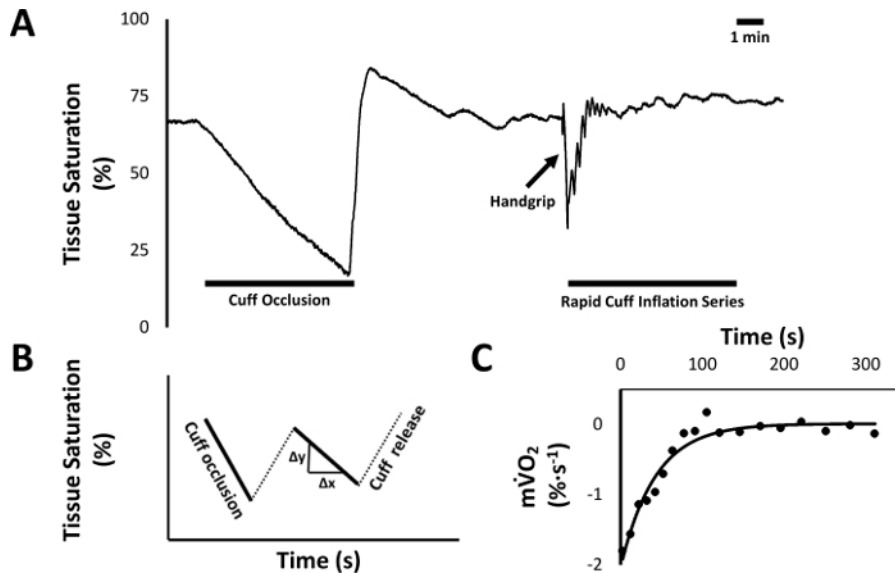 A
100
75
50
25
0
Tissue Saturation
(%)
1 min
Handgrip
Cuff Occlusion
Rapid Cuff Inflation Series
B
Tissue Saturation
(%)
Cuff occlusion
Δy
Δx
Cuff release
Time (s)
C
Time (s)
0 100 200 300
0
-1
-2
mV̇O₂
(%·s⁻¹)